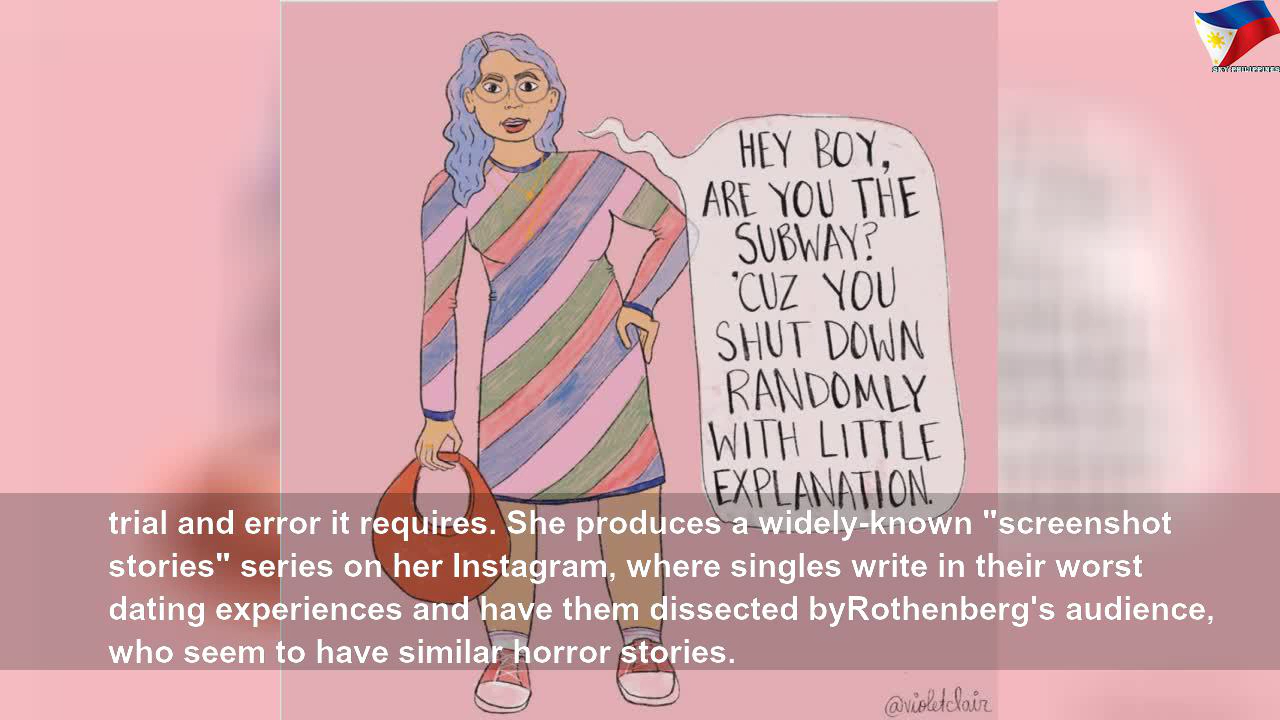 SKY PHILIPPINES
HEY BOY,
ARE YOU THE
SUBWAY?
'CUZ YOU
SHUT DOWN
RANDOMLY
WITH LITTLE
EXPLANATION.
trial and error it requires. She produces a widely-known "screenshot
stories" series on her Instagram, where singles write in their worst
dating experiences and have them dissected byRothenberg's audience,
who seem to have similar horror stories.
@violetclair